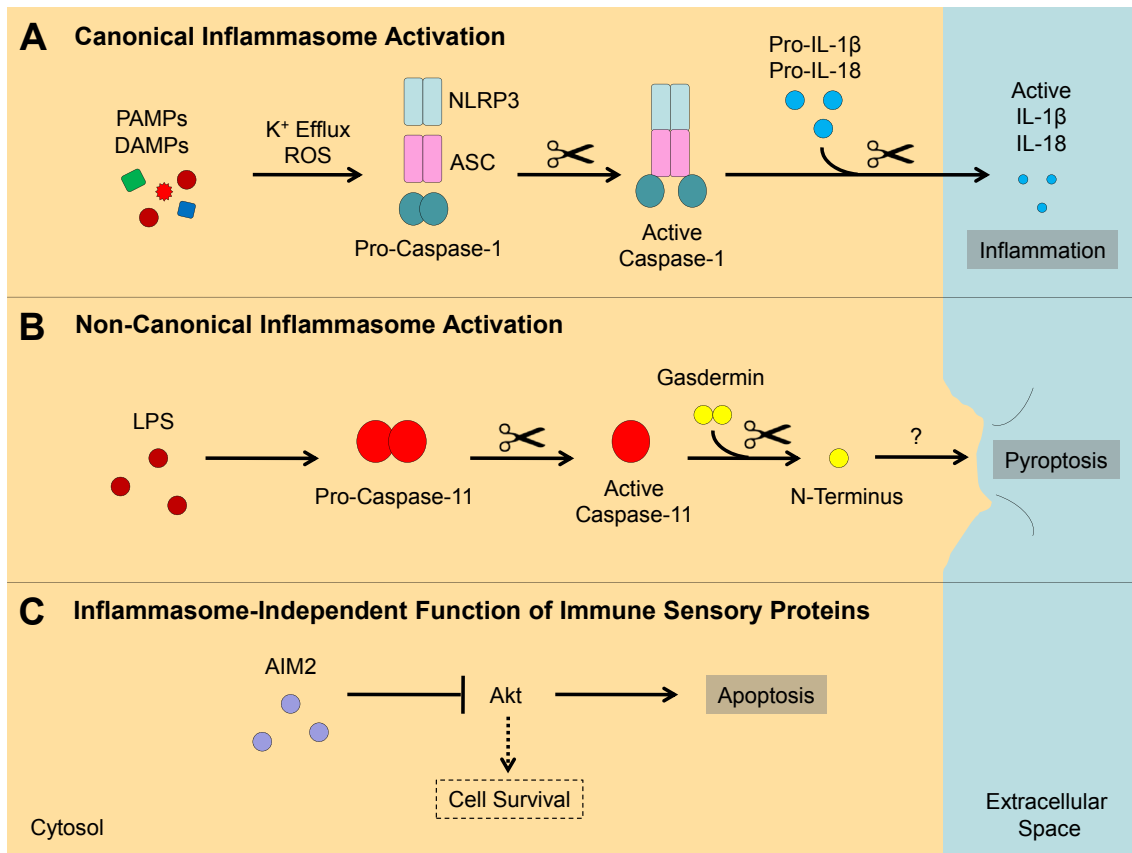 A Canonical Inflammasome Activation
PAMPs
DAMPs
K⁺ Efflux
ROS
NLRP3
ASC
Pro-Caspase-1
Active
Caspase-1
Pro-IL-1β
Pro-IL-18
Active
IL-1β
IL-18
Inflammation
B Non-Canonical Inflammasome Activation
LPS
Pro-Caspase-11
Active
Caspase-11
Gasdermin
N-Terminus
?
Pyroptosis
C Inflammasome-Independent Function of Immune Sensory Proteins
AIM2
Akt
Apoptosis
Cell Survival
Cytosol
Extracellular
Space